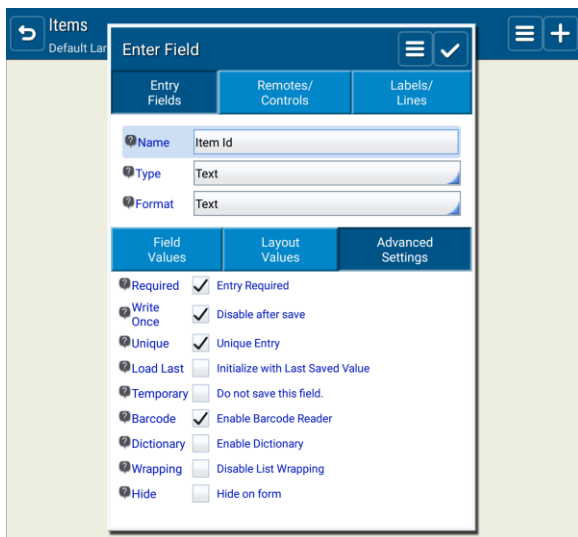 Items
Default Lar
Enter Field
Entry
Fields
Remotes/
Controls
Labels/
Lines
Name
Item Id
Type
Text
Format
Text
Field
Values
Layout
Values
Advanced
Settings
Required
Entry Required
Write
Once
Disable after save
Unique
Unique Entry
Load Last
Initialize with Last Saved Value
Temporary
Do not save this field.
Barcode
Enable Barcode Reader
Dictionary
Enable Dictionary
Wrapping
Disable List Wrapping
Hide
Hide on form